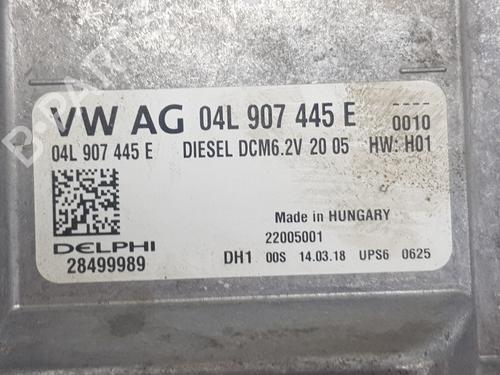 VW AG 04L 907 445 E
----
0010
04L 907 445 E DIESEL DCM6.2V 20 05 HW: H01
Made in HUNGARY
22005001
DELPHI
28499989
DH1 00S 14.03.18 UPS6 0625
B-PARTS